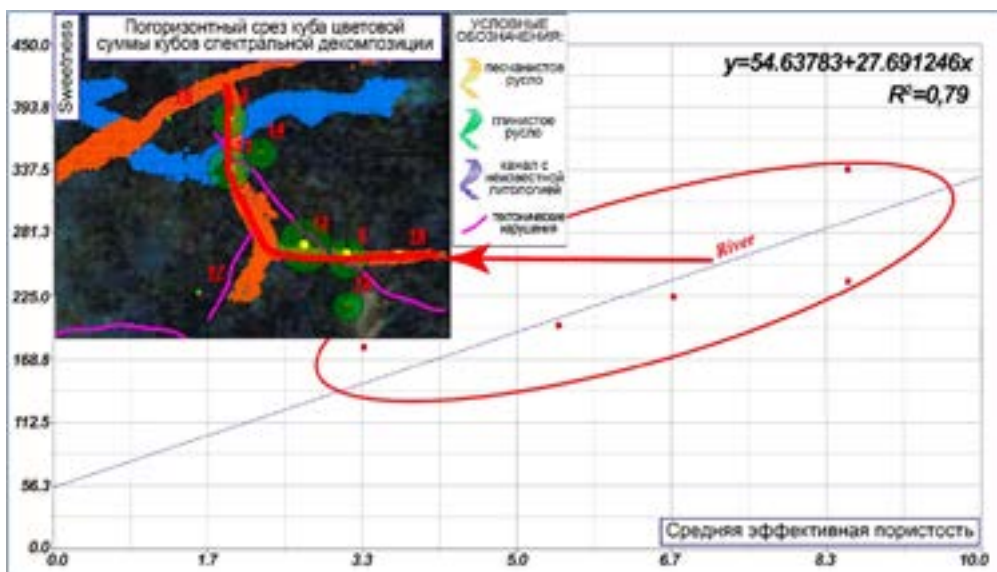 Погоризонтный срез куба цветовой
суммы кубов спектральной декомпозиции
Sweetness
УСЛОВНЫЕ
ОБОЗНАЧЕНИЯ:
песчанистое
русло
глинистое
русло
канал с
неизвестной
литологией
тектонические
нарушения
y=54.63783+27.691246x
R²=0,79
River
450.0
393.8
337.5
281.3
225.0
168.8
112.5
56.3
0.0
0.0
1.7
3.3
5.0
6.7
8.3
10.0
Средняя эффективная пористость